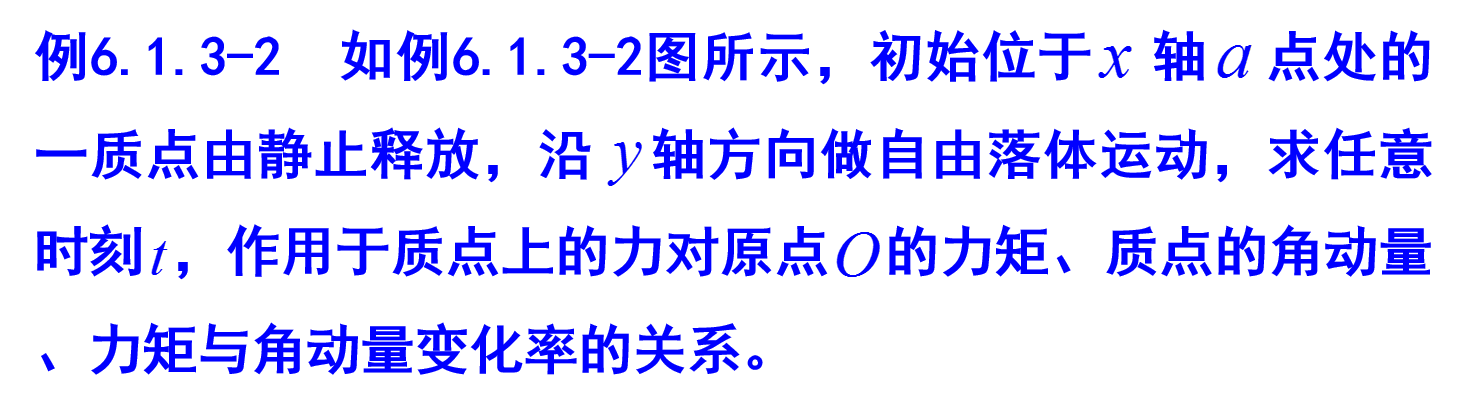 例6.1.3-2 如例6.1.3-2图所示，初始位于x 轴a 点处的
一质点由静止释放，沿 y轴方向做自由落体运动，求任意
时刻t，作用于质点上的力对原点O的力矩、质点的角动量
、力矩与角动量变化率的关系。